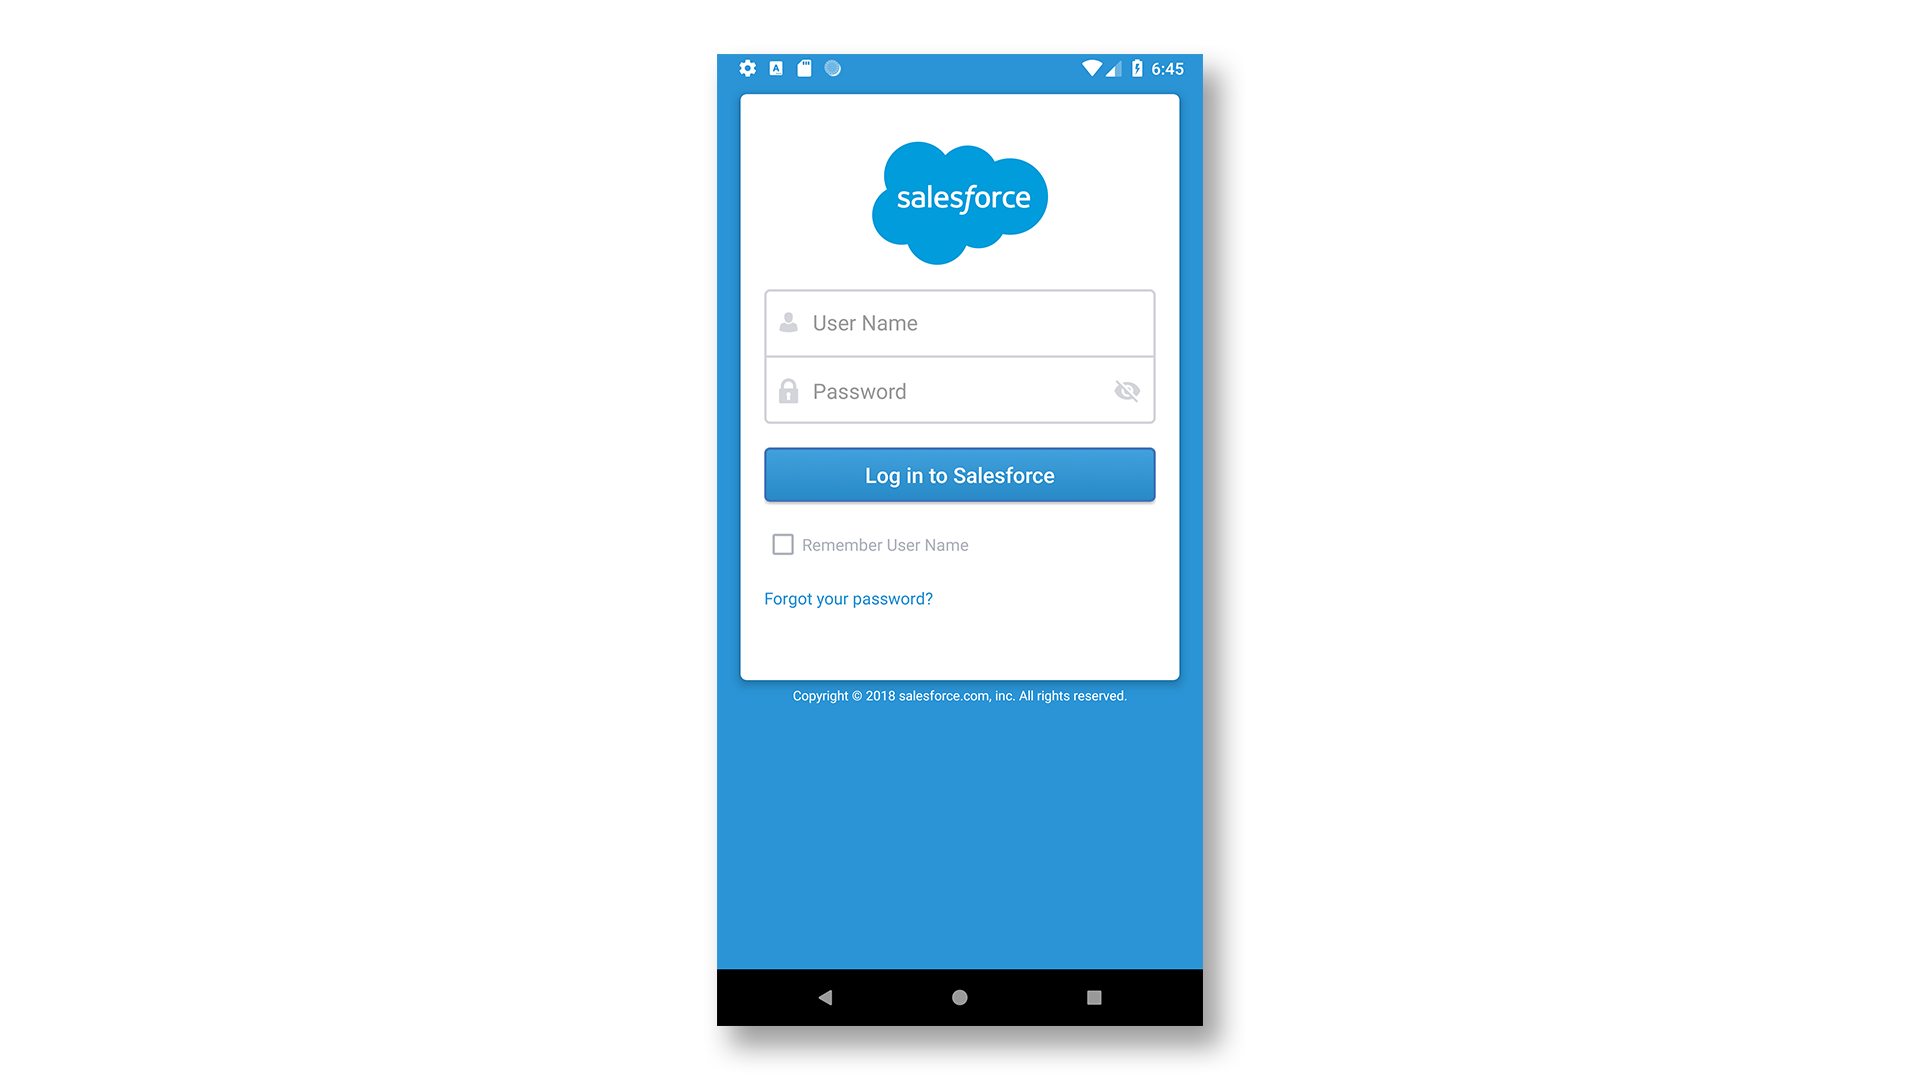 6:45
salesforce
User Name
Password
Log in to Salesforce
Remember User Name
Forgot your password?
Copyright © 2018 salesforce.com, inc. All rights reserved.